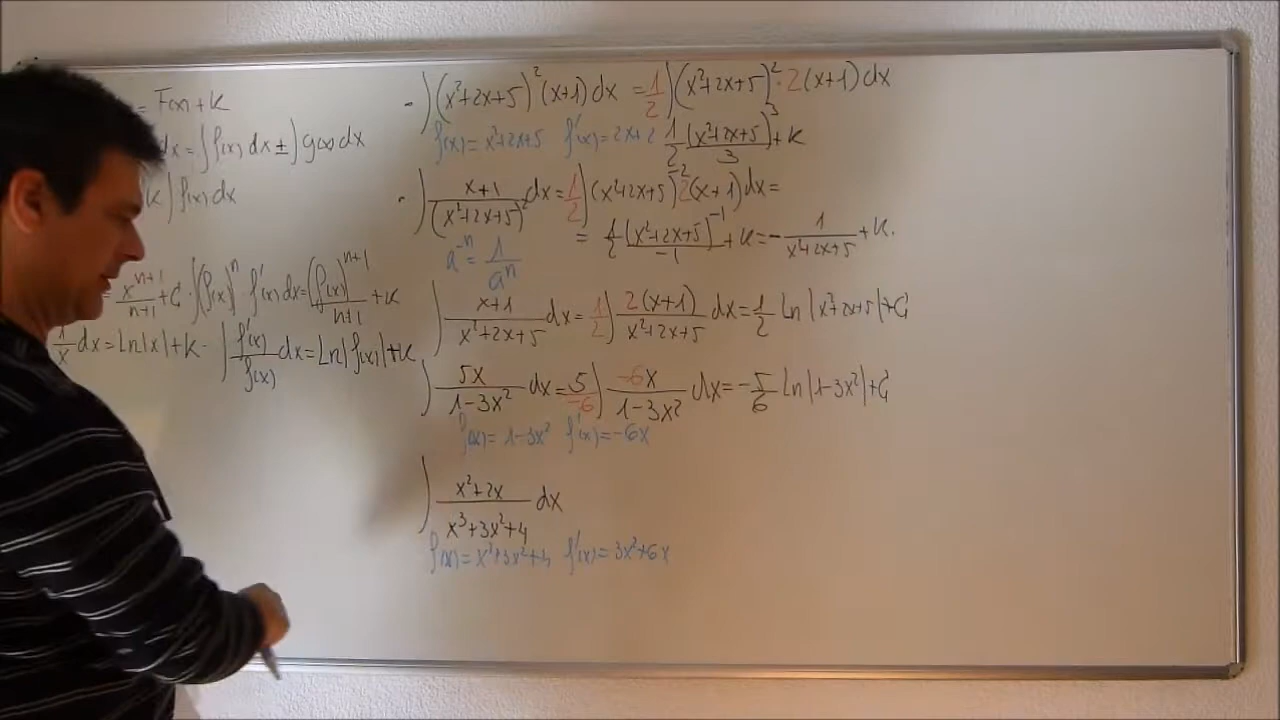 = F(x) + K
dx = ∫f(x) dx ± ∫g(x) dx
K ∫f(x) dx
= x^(n+1)/(n+1) + C · ∫(f(x))^n · f'(x) dx = (f(x))^(n+1)/(n+1) + K
1/x dx = Ln|x| + K · ∫ f'(x)/f(x) dx = Ln|f(x)| + K
· ∫(x²+2x+5)² (x+1) dx = 1/2 ∫(x²+2x+5)² · 2(x+1) dx
f(x) = x²+2x+5 f'(x) = 2x+2 1/2 (x²+2x+5)³/3 + K
· ∫ (x+1)/(x²+2x+5)² dx = 1/2 ∫(x²+2x+5)^(-2) 2(x+1) dx =
= 1/2 (x²+2x+5)^(-1)/(-1) + K = - 1/(x²+2x+5) + K.
a^(-n) = 1/a^n
∫ (x+1)/(x²+2x+5) dx = 1/2 ∫ 2(x+1)/(x²+2x+5) dx = 1/2 Ln|x²+2x+5| + C
∫ 5x/(1-3x²) dx = 5/-6 ∫ -6x/(1-3x²) dx = - 5/6 Ln|1-3x²| + C
f(x) = 1-3x² f'(x) = -6x
∫ (x²+2x)/(x³+3x²+4) dx
f(x) = x³+3x²+4 f'(x) = 3x²+6x